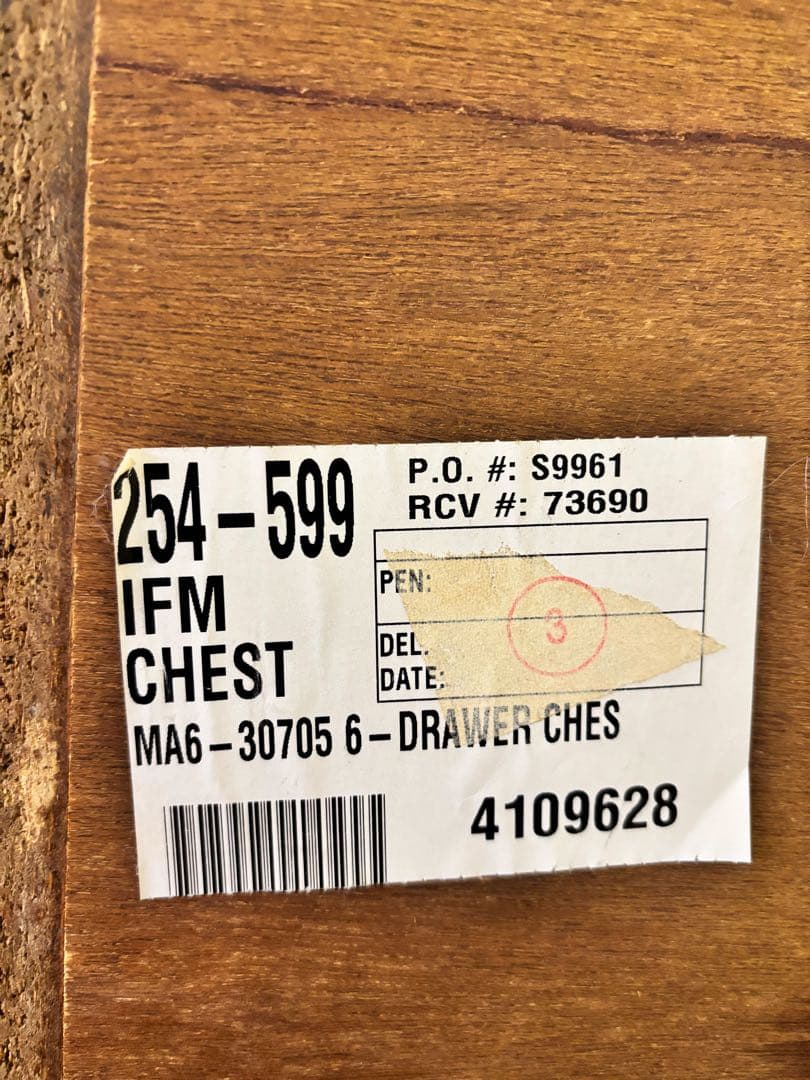 254-599
P.O. #: S9961
RCV #: 73690
IFM
CHEST
PEN:
3
DEL.
DATE:
MA6-30705 6-DRAWER CHES
4109628